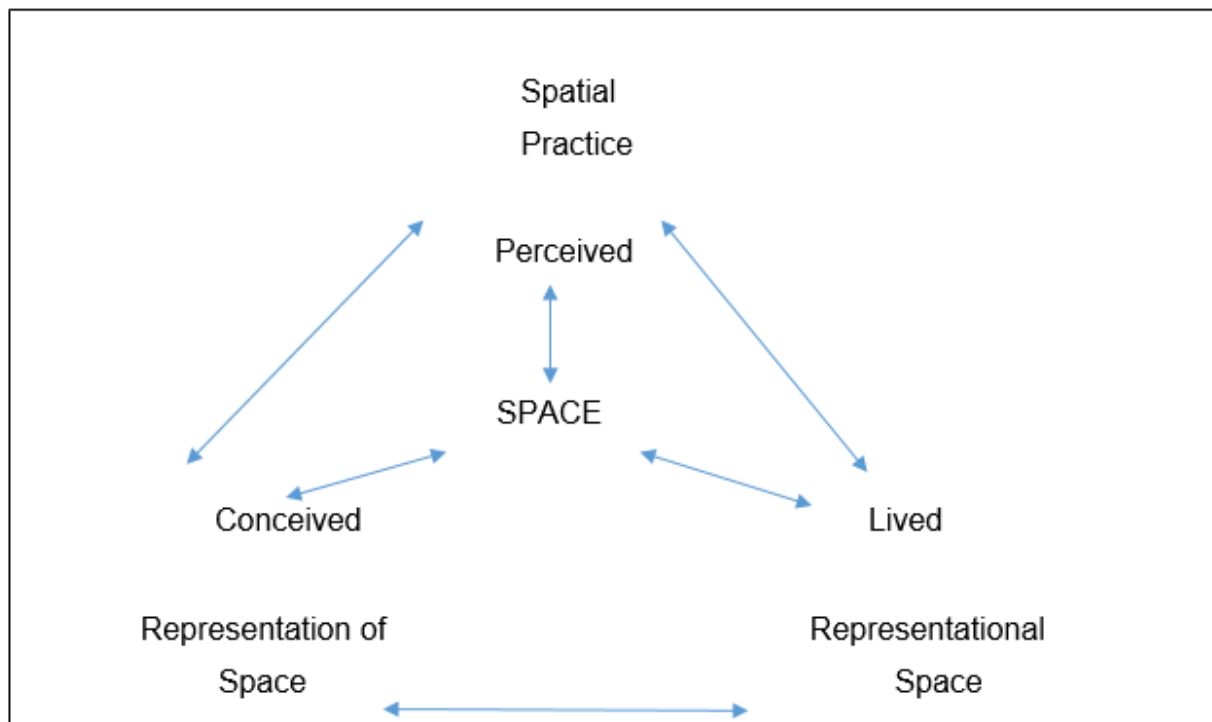 Spatial
Practice
Perceived
SPACE
Conceived
Lived
Representation of
Space
Representational
Space